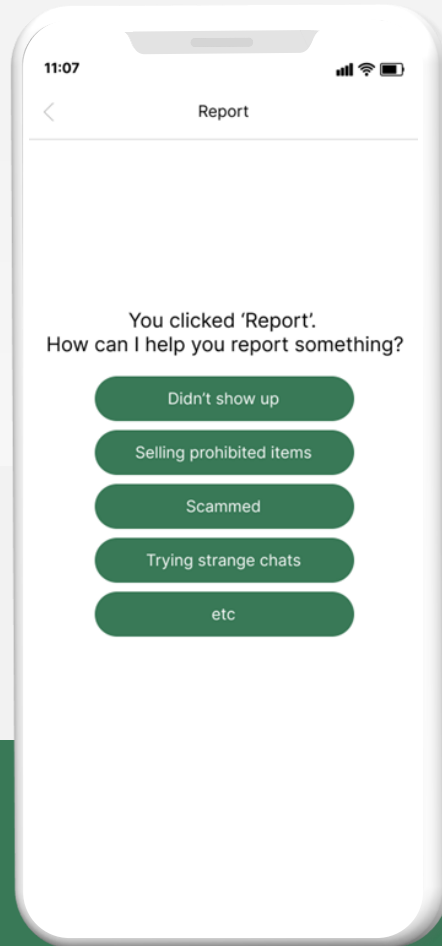 11:07
Report
You clicked ‘Report’.
How can I help you report something?
Didn’t show up
Selling prohibited items
Scammed
Trying strange chats
etc